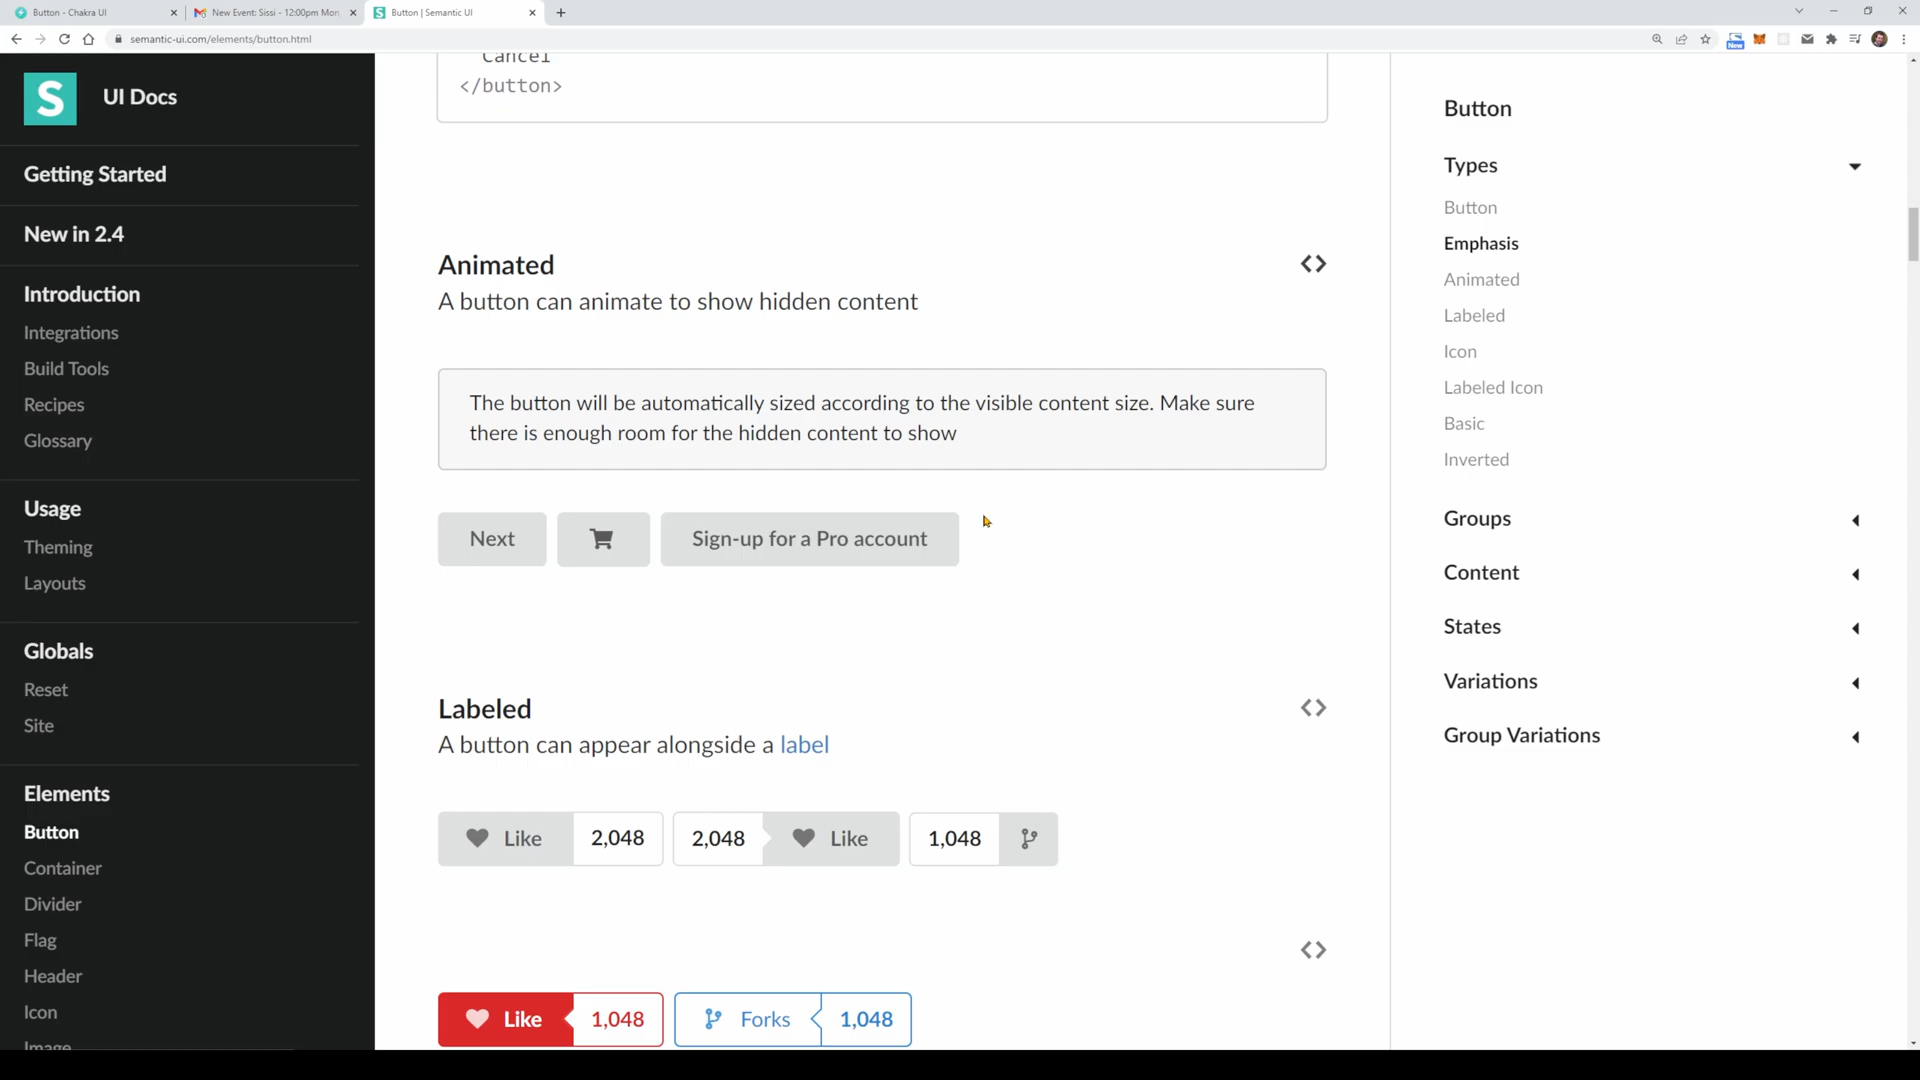 Button - Chakra UI
New Event: Sissi - 12:00pm Mon
Button | Semantic UI
semantic-ui.com/elements/button.html
New
S
UI Docs
Getting Started
New in 2.4
Introduction
Integrations
Build Tools
Recipes
Glossary
Usage
Theming
Layouts
Globals
Reset
Site
Elements
Button
Container
Divider
Flag
Header
Icon
Image
Cancel
</button>
Animated
<>
A button can animate to show hidden content
The button will be automatically sized according to the visible content size. Make sure
there is enough room for the hidden content to show
Next
Sign-up for a Pro account
Labeled
<>
A button can appear alongside a label
Like 2,048
2,048 Like
1,048
<>
Like 1,048
Forks 1,048
Button
Types
Button
Emphasis
Animated
Labeled
Icon
Labeled Icon
Basic
Inverted
Groups
Content
States
Variations
Group Variations